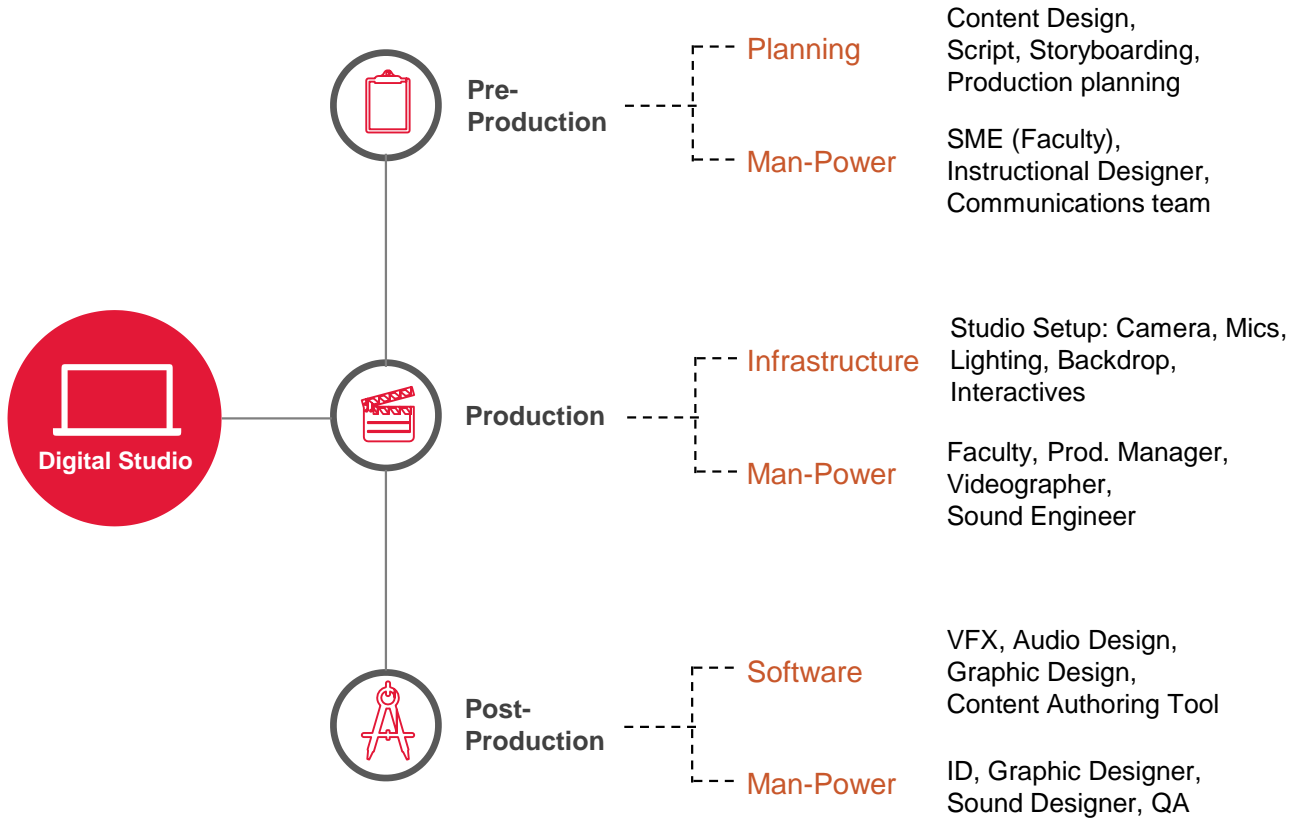 Digital Studio
Pre-
Production
Planning
Content Design,
Script, Storyboarding,
Production planning
Man-Power
SME (Faculty),
Instructional Designer,
Communications team
Production
Infrastructure
Studio Setup: Camera, Mics,
Lighting, Backdrop,
Interactives
Man-Power
Faculty, Prod. Manager,
Videographer,
Sound Engineer
Post-
Production
Software
VFX, Audio Design,
Graphic Design,
Content Authoring Tool
Man-Power
ID, Graphic Designer,
Sound Designer, QA